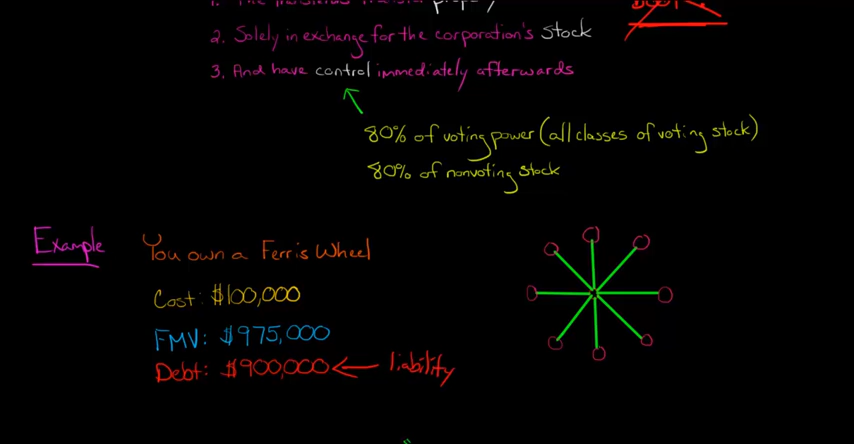 2. Solely in exchange for the corporation's stock
3. And have control immediately afterwards
80% of voting power (all classes of voting stock)
80% of nonvoting stock
Example
You own a Ferris Wheel
Cost: $100,000
FMV: $975,000
Debt: $900,000 ← liability